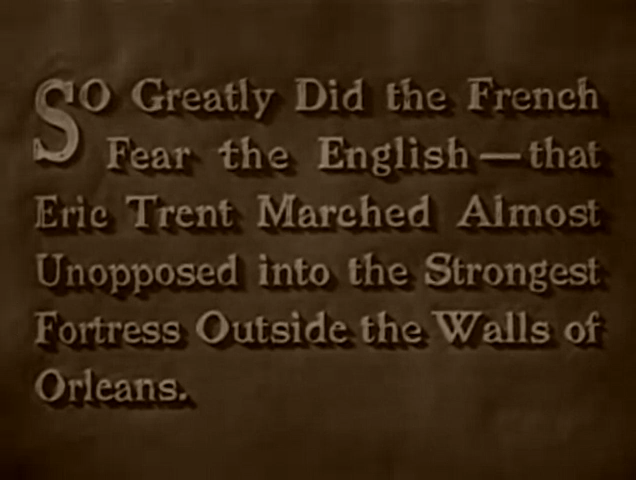 So Greatly Did the French
Fear the English—that
Eric Trent Marched Almost
Unopposed into the Strongest
Fortress Outside the Walls of
Orleans.